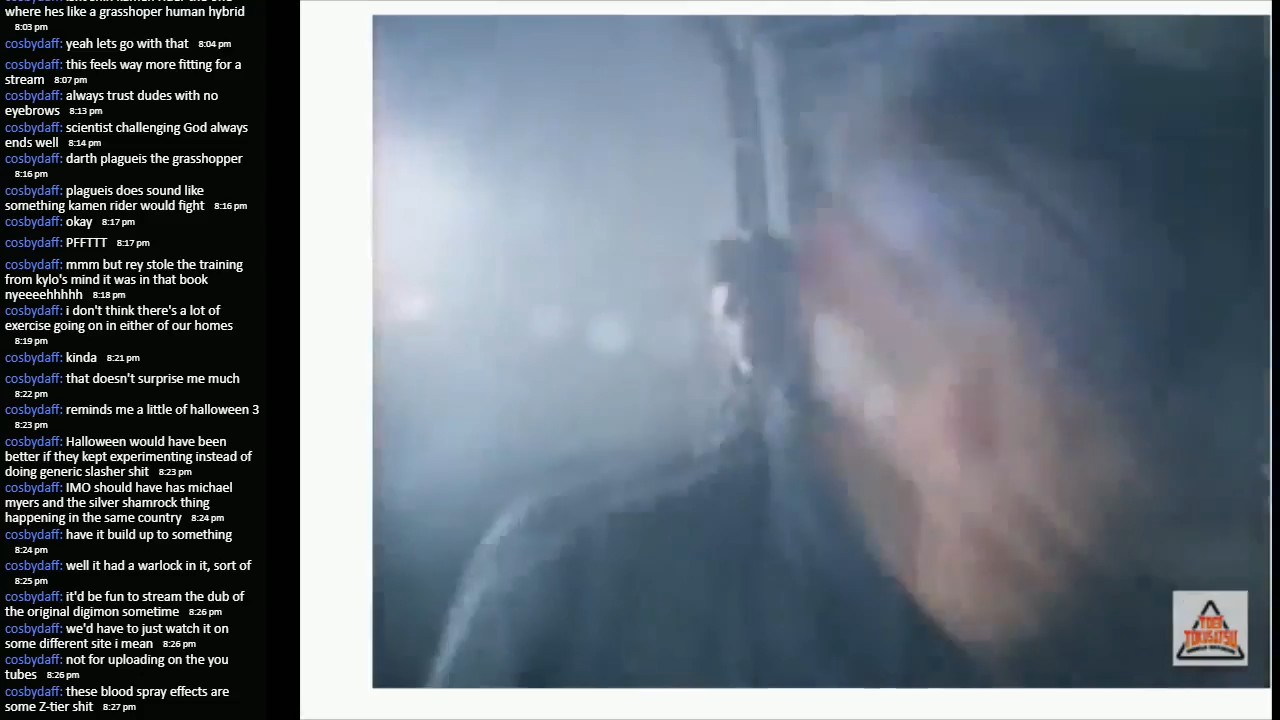 where hes like a grasshopper human hybrid
8:03 pm
cosbydaff: yeah lets go with that 8:04 pm
cosbydaff: this feels way more fitting for a
stream 8:07 pm
cosbydaff: always trust dudes with no
eyebrows 8:13 pm
cosbydaff: scientist challenging God always
ends well 8:14 pm
cosbydaff: darth plagueis the grasshopper
8:16 pm
cosbydaff: plagueis does sound like
something kamen rider would fight 8:16 pm
cosbydaff: okay 8:17 pm
cosbydaff: PFFTTT 8:17 pm
cosbydaff: mmm but rey stole the training
from kylo's mind it was in that book
nyeeeehhhhh 8:18 pm
cosbydaff: i don't think there's a lot of
exercise going on in either of our homes
8:19 pm
cosbydaff: kinda 8:21 pm
cosbydaff: that doesn't surprise me much
8:22 pm
cosbydaff: reminds me a little of halloween 3
8:23 pm
cosbydaff: Halloween would have been
better if they kept experimenting instead of
doing generic slasher shit 8:23 pm
cosbydaff: IMO should have has michael
myers and the silver shamrock thing
happening in the same country 8:24 pm
cosbydaff: have it build up to something
8:24 pm
cosbydaff: well it had a warlock in it, sort of
8:25 pm
cosbydaff: it'd be fun to stream the dub of
the original digimon sometime 8:26 pm
cosbydaff: we'd have to just watch it on
some different site i mean 8:26 pm
cosbydaff: not for uploading on the you
tubes 8:26 pm
cosbydaff: these blood spray effects are
some Z-tier shit 8:27 pm
TOEI
TOKUSATSU